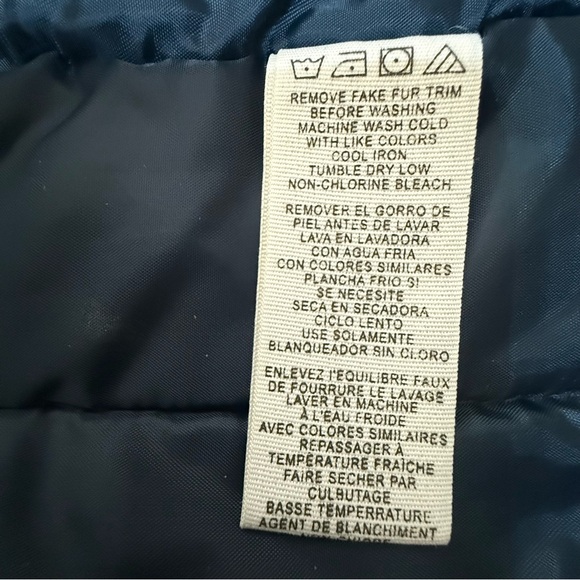 REMOVE FAKE FUR TRIM
BEFORE WASHING
MACHINE WASH COLD
WITH LIKE COLORS
COOL IRON
TUMBLE DRY LOW
NON-CHLORINE BLEACH
REMOVER EL GORRO DE
PIEL ANTES DE LAVAR
LAVA EN LAVADORA
CON AGUA FRIA
CON COLORES SIMILARES
PLANCHA FRIO SI
SE NECESITE
SECA EN SECADORA
CICLO LENTO
USE SOLAMENTE
BLANQUEADOR SIN CLORO
ENLEVEZ l'EQUILIBRE FAUX
DE FOURRURE LE LAVAGE
LAVER EN MACHINE
À L'EAU FROIDE
AVEC COLORES SIMILAIRES
REPASSAGER À
TEMPÉRATURE FRAÎCHE
FAIRE SECHER PAR
CULBUTAGE
BASSE TEMPERRATURE
AGENT DE BLANCHIMENT